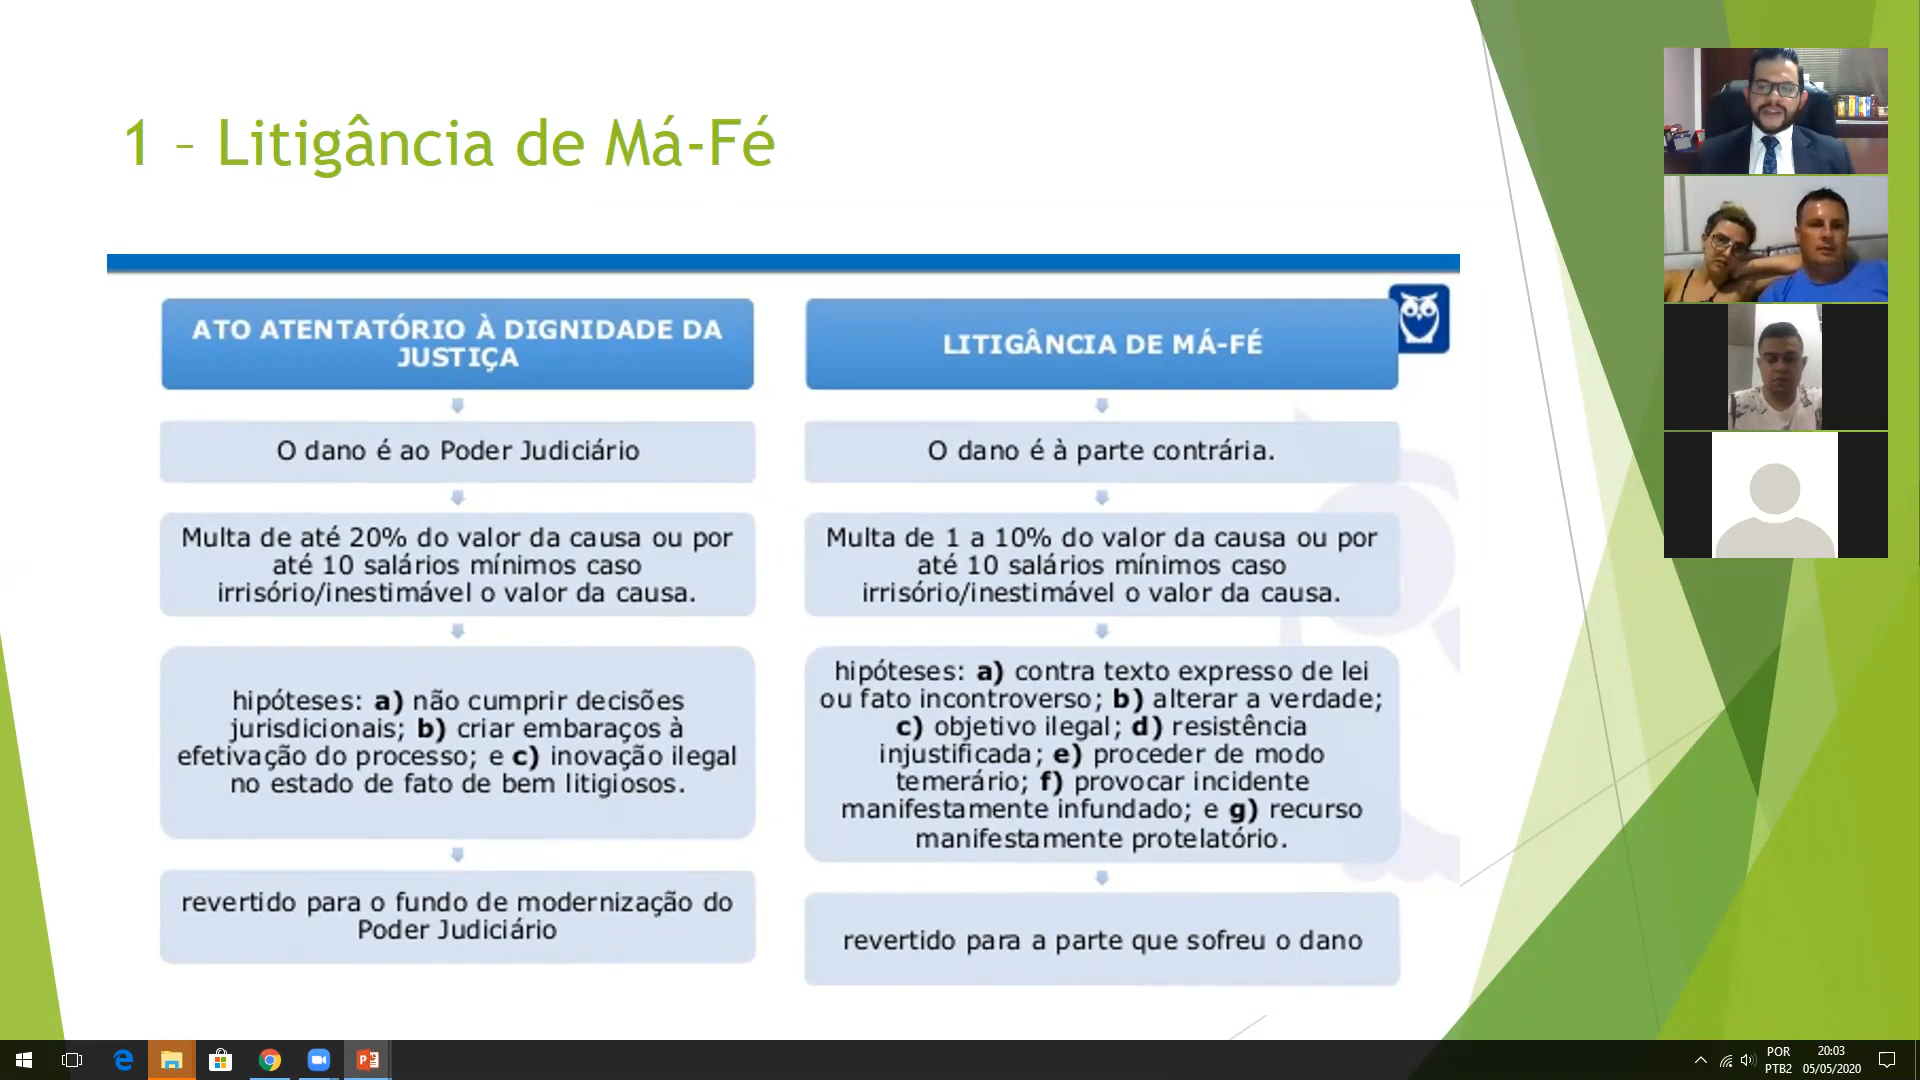 1 – Litigância de Má-Fé
ATO ATENTATÓRIO À DIGNIDADE DA
JUSTIÇA
O dano é ao Poder Judiciário
Multa de até 20% do valor da causa ou por
até 10 salários mínimos caso
irrisório/inestimável o valor da causa.
hipóteses: a) não cumprir decisões
jurisdicionais; b) criar embaraços à
efetivação do processo; e c) inovação ilegal
no estado de fato de bem litigiosos.
revertido para o fundo de modernização do
Poder Judiciário
LITIGÂNCIA DE MÁ-FÉ
O dano é à parte contrária.
Multa de 1 a 10% do valor da causa ou por
até 10 salários mínimos caso
irrisório/inestimável o valor da causa.
hipóteses: a) contra texto expresso de lei
ou fato incontroverso; b) alterar a verdade;
c) objetivo ilegal; d) resistência
injustificada; e) proceder de modo
temerário; f) provocar incidente
manifestamente infundado; e g) recurso
manifestamente protelatório.
revertido para a parte que sofreu o dano
POR
PTB2
20:03
05/05/2020